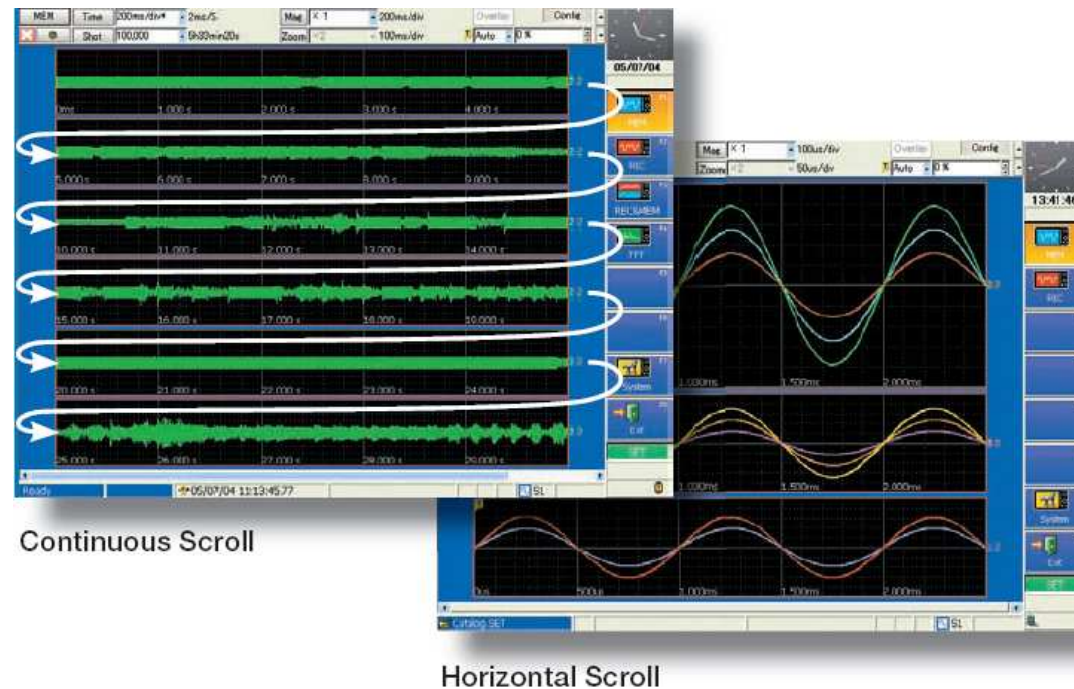 MEM Time 200ms/div* 2ms/S Mag × 1 200ms/div Overlap Config
Shot 100,000 5h33min20s Zoom ×2 100ms/div Auto 0 %
05/07/04
0ms 1.000 s 2.000 s 3.000 s 4.000 s
MEM
REC
5.000 s 6.000 s 7.000 s 8.000 s 9.000 s
REC&MEM
10.000 s 11.000 s 12.000 s 13.000 s 14.000 s
FFT
15.000 s 16.000 s 17.000 s 18.000 s 19.000 s
20.000 s 21.000 s 22.000 s 23.000 s 24.000 s
System
Exit
SET
25.000 s 26.000 s 27.000 s 28.000 s 29.000 s
Ready 05/07/04 11:13:45.77 S1
Continuous Scroll
Mag × 1 100us/div Overlap Config
Zoom ×2 50us/div Auto 0 %
13:41:46
MEM
REC
1.000ms 1.500ms 2.000ms
1.000ms 1.500ms 2.000ms
System
Exit
SET
0us 500us 1.000ms 1.500ms 2.000ms
Catalog SET S1
Horizontal Scroll